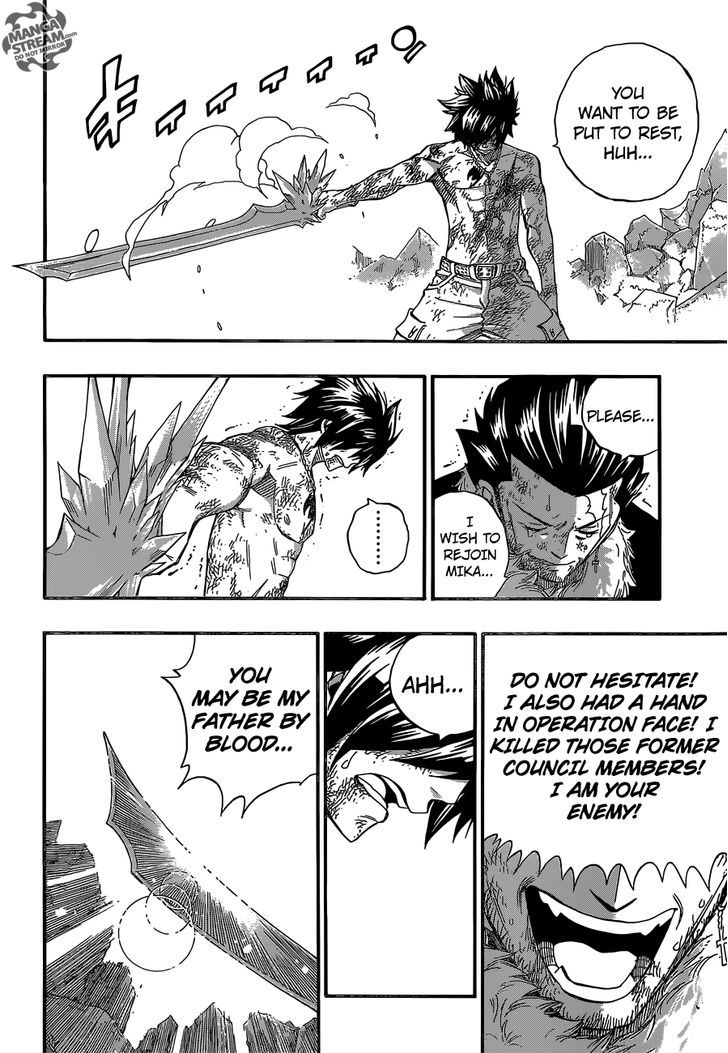 MANGA
STREAM.com
DO NOT MIRROR
YOU
WANT TO BE
PUT TO REST,
HUH...
PLEASE...
I
WISH TO
REJOIN
MIKA...
........
DO NOT HESITATE!
I ALSO HAD A HAND
IN OPERATION FACE! I
KILLED THOSE FORMER
COUNCIL MEMBERS!
I AM YOUR
ENEMY!
AHH...
YOU
MAY BE MY
FATHER BY
BLOOD...